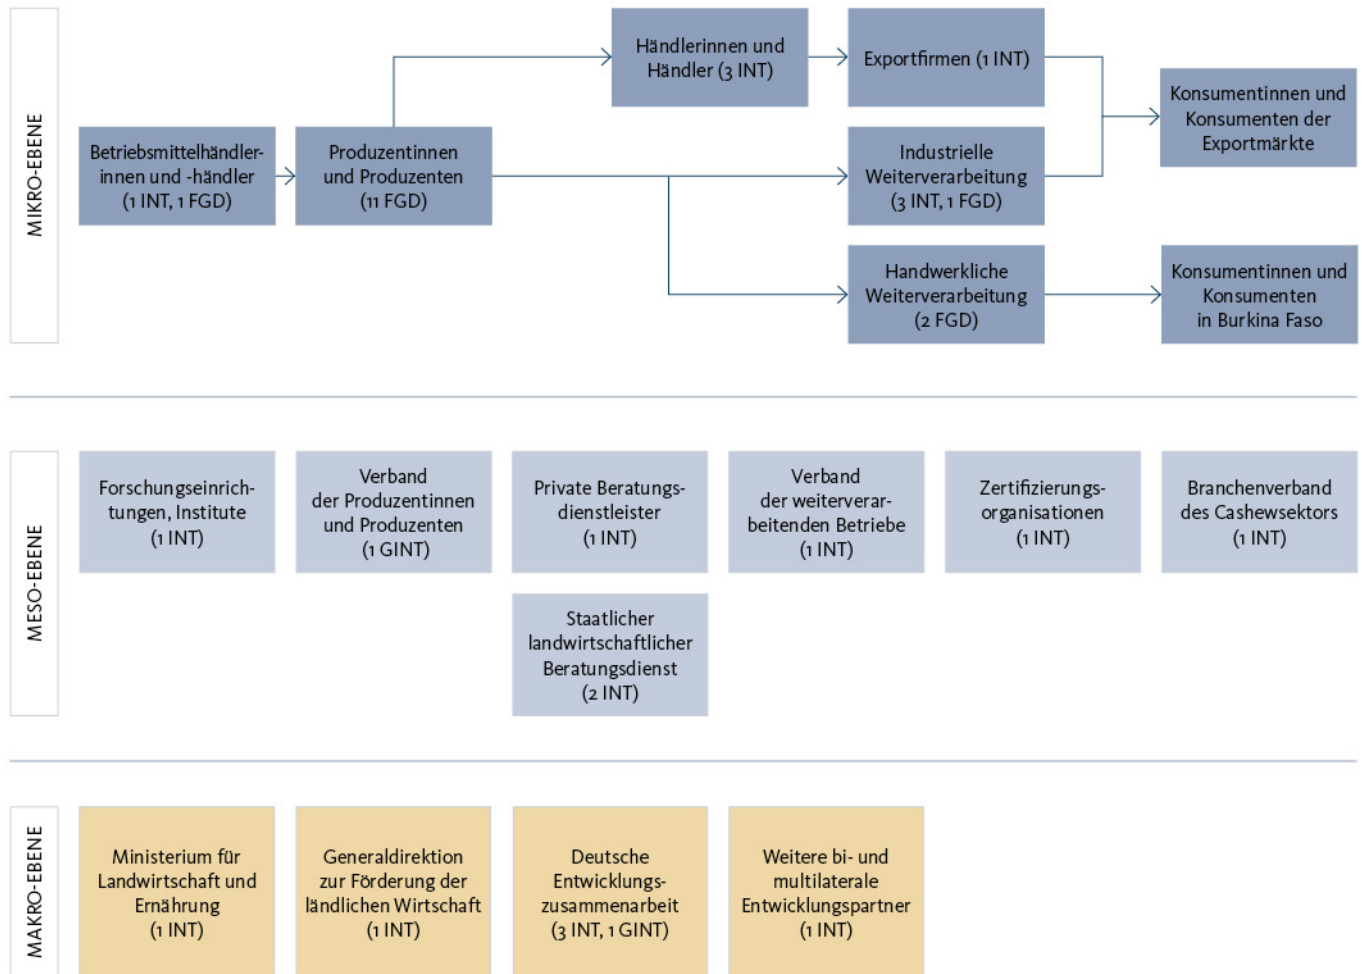 MIKRO-EBENE
Händlerinnen und
Händler (3 INT)
Exportfirmen (1 INT)
Konsumentinnen und
Konsumenten der
Exportmärkte
Betriebsmittelhändler-
innen und -händler
(1 INT, 1 FGD)
Produzentinnen
und Produzenten
(11 FGD)
Industrielle
Weiterverarbeitung
(3 INT, 1 FGD)
Handwerkliche
Weiterverarbeitung
(2 FGD)
Konsumentinnen und
Konsumenten
in Burkina Faso
MESO-EBENE
Forschungseinrich-
tungen, Institute
(1 INT)
Verband
der Produzentinnen
und Produzenten
(1 GINT)
Private Beratungs-
dienstleister
(1 INT)
Verband
der weiterverar-
beitenden Betriebe
(1 INT)
Zertifizierungs-
organisationen
(1 INT)
Branchenverband
des Cashewsektors
(1 INT)
Staatlicher
landwirtschaftlicher
Beratungsdienst
(2 INT)
MAKRO-EBENE
Ministerium für
Landwirtschaft und
Ernährung
(1 INT)
Generaldirektion
zur Förderung der
ländlichen Wirtschaft
(1 INT)
Deutsche
Entwicklungs-
zusammenarbeit
(3 INT, 1 GINT)
Weitere bi- und
multilaterale
Entwicklungspartner
(1 INT)